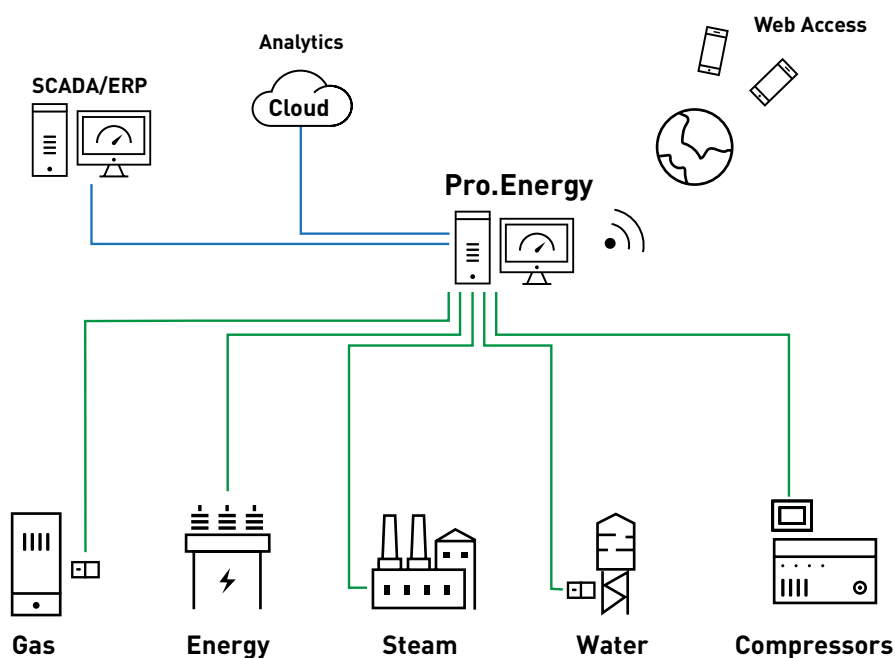 Web Access
Analytics
SCADA/ERP
Cloud
Pro.Energy
Gas
Energy
Steam
Water
Compressors